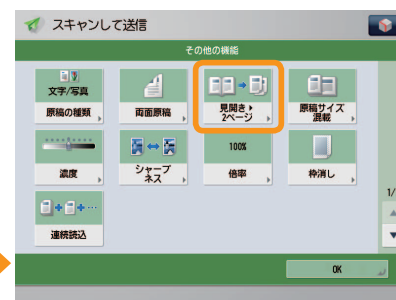 スキャンして送信
その他の機能
文字/写真
原稿の種類
両面原稿
見開き▶
2ページ
原稿サイズ
混載
濃度
シャープ
ネス
100%
倍率
枠消し
1/
連続読込
OK